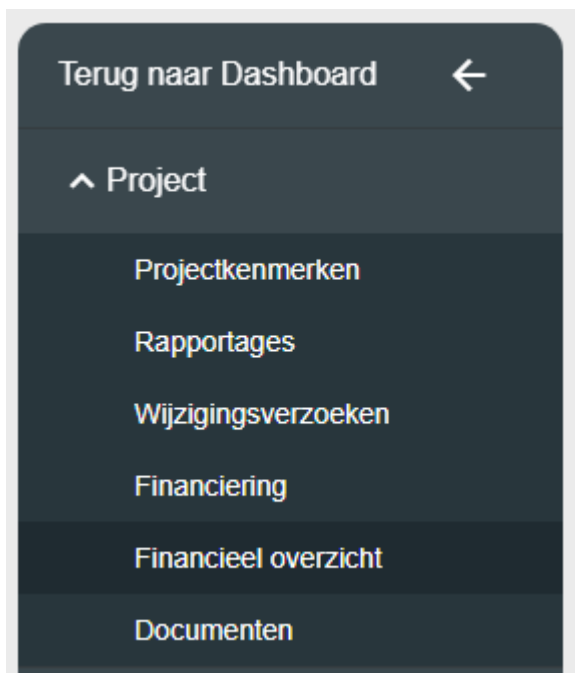 Terug naar Dashboard
Project
Projectkenmerken
Rapportages
Wijzigingsverzoeken
Financiering
Financieel overzicht
Documenten